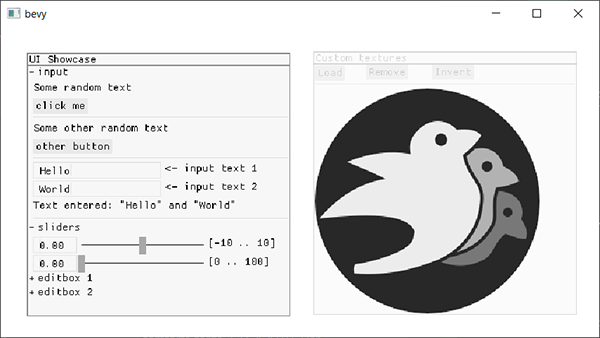 bevy
UI Showcase
- input
Some random text
click me
Some other random text
other button
Hello <- input text 1
World <- input text 2
Text entered: "Hello" and "World"
- sliders
0.00 [-10 .. 10]
0.00 [0 .. 100]
+ editbox 1
+ editbox 2
Custom textures
Load Remove Invert